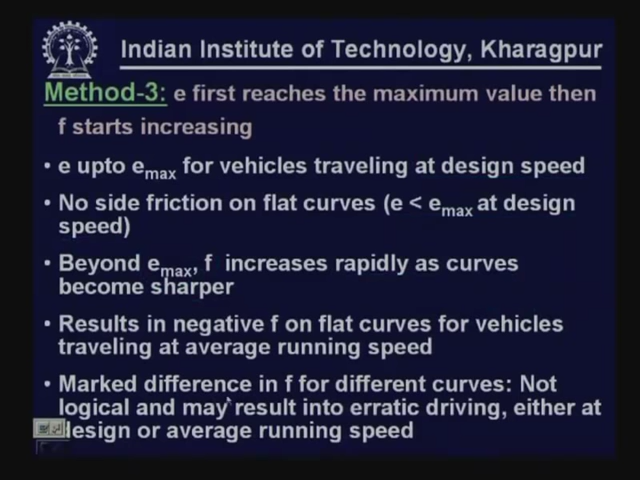 Indian Institute of Technology, Kharagpur
Method-3: e first reaches the maximum value then
f starts increasing
• e upto emax for vehicles traveling at design speed
• No side friction on flat curves (e < emax at design
speed)
• Beyond emax, f increases rapidly as curves
become sharper
• Results in negative f on flat curves for vehicles
traveling at average running speed
• Marked difference in f for different curves: Not
logical and may result into erratic driving, either at
design or average running speed